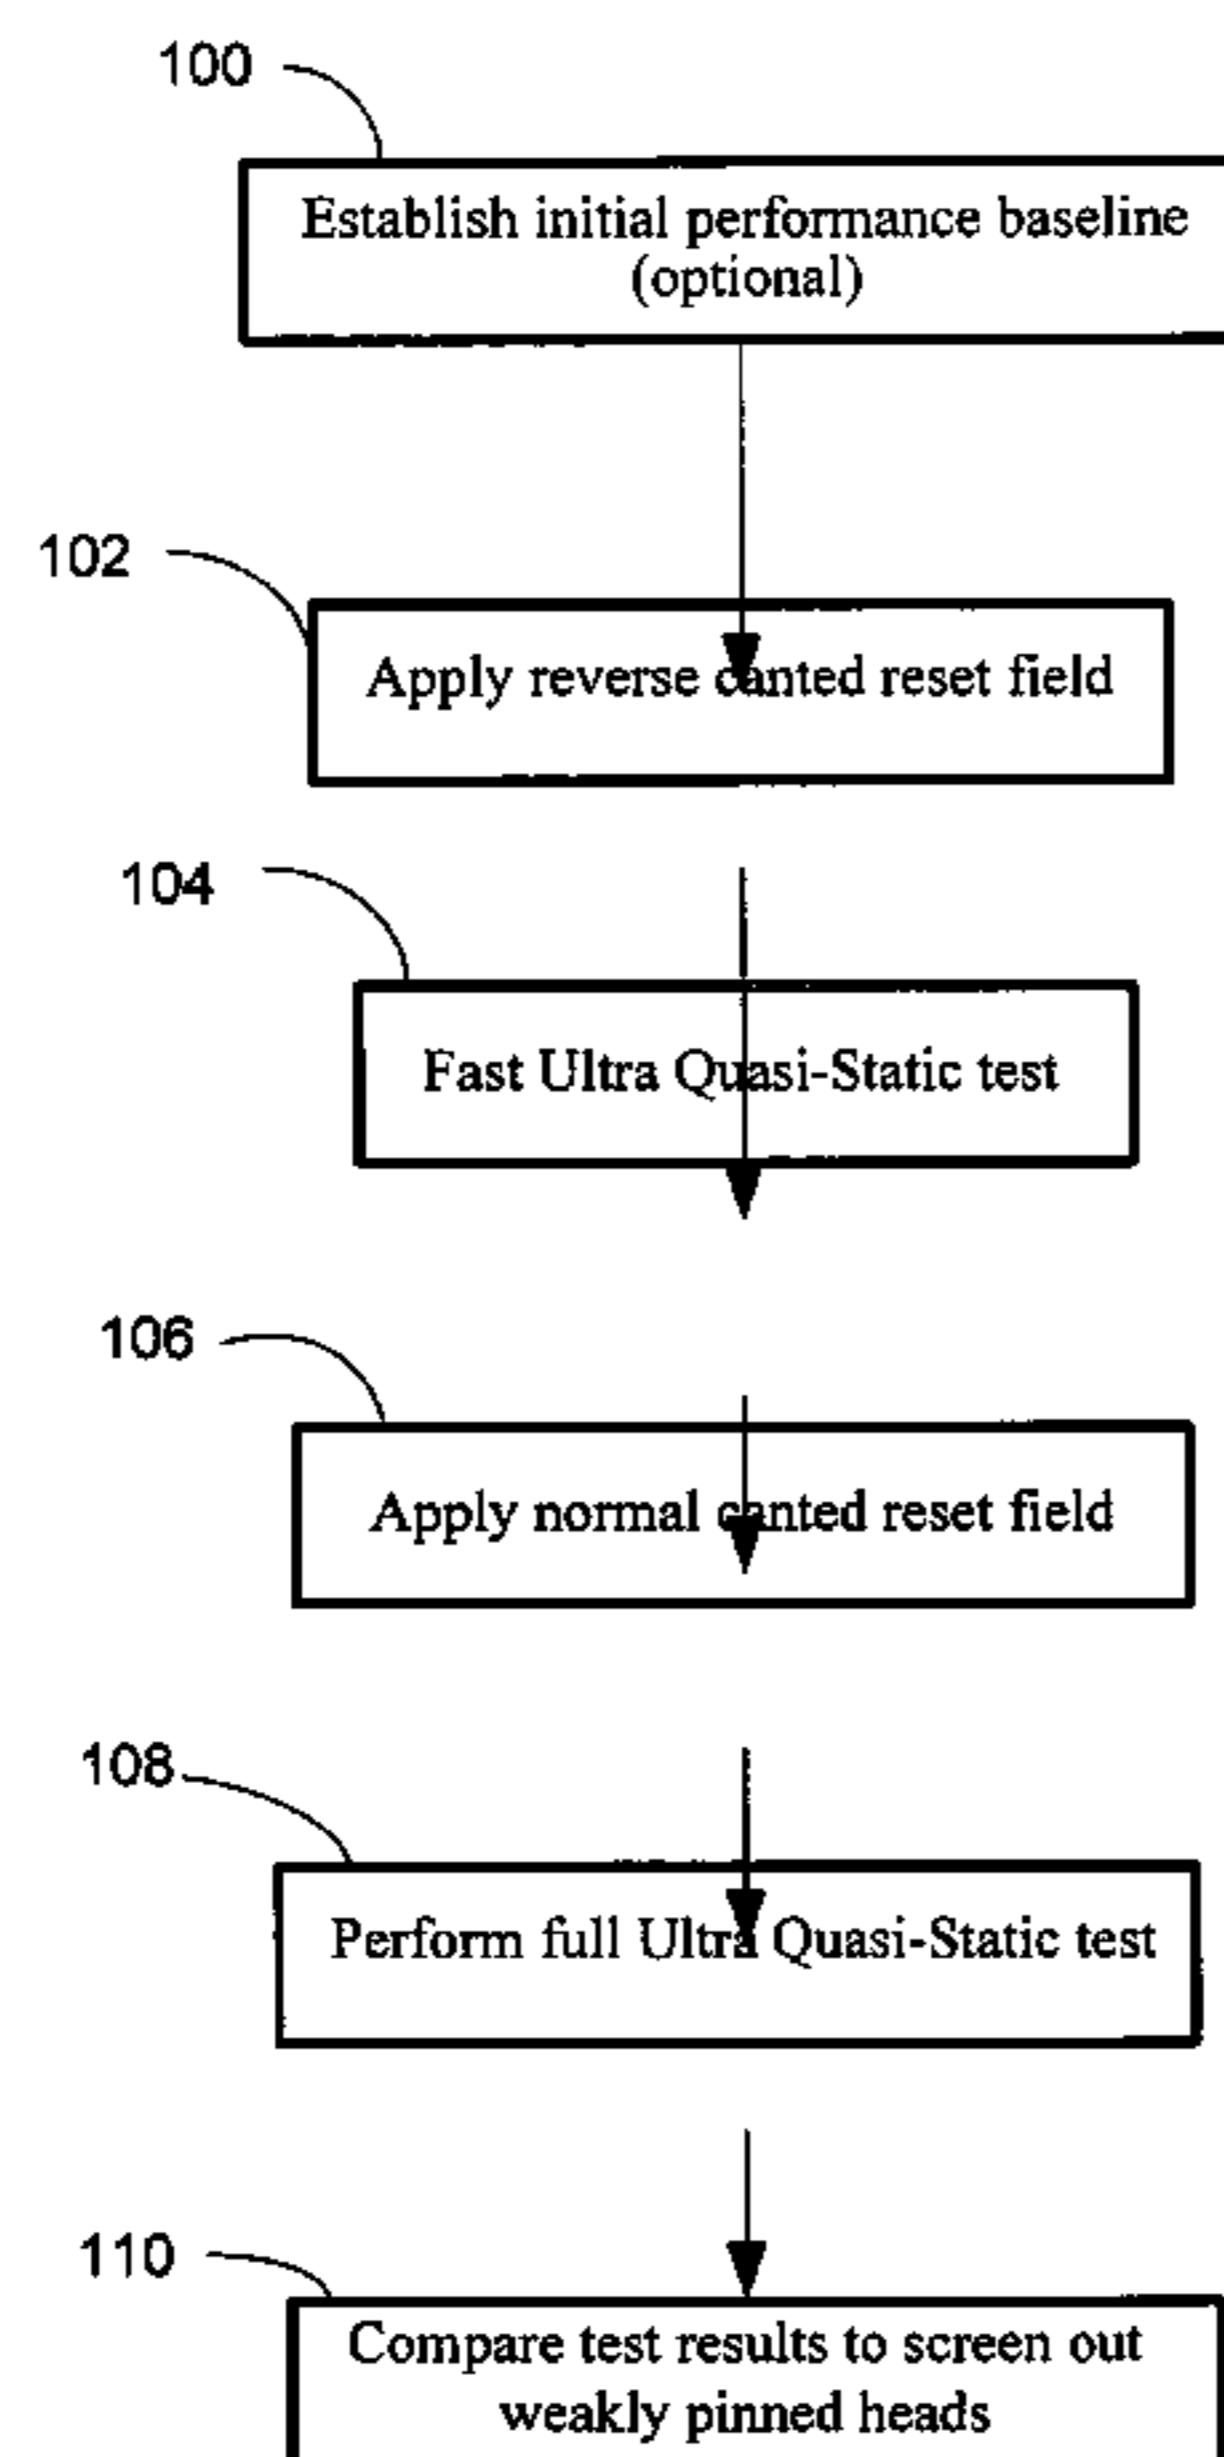 100
Establish initial performance baseline
(optional)
102
Apply reverse canted reset field
104
Fast Ultra Quasi-Static test
106
Apply normal canted reset field
108
Perform full Ultra Quasi-Static test
110
Compare test results to screen out
weakly pinned heads